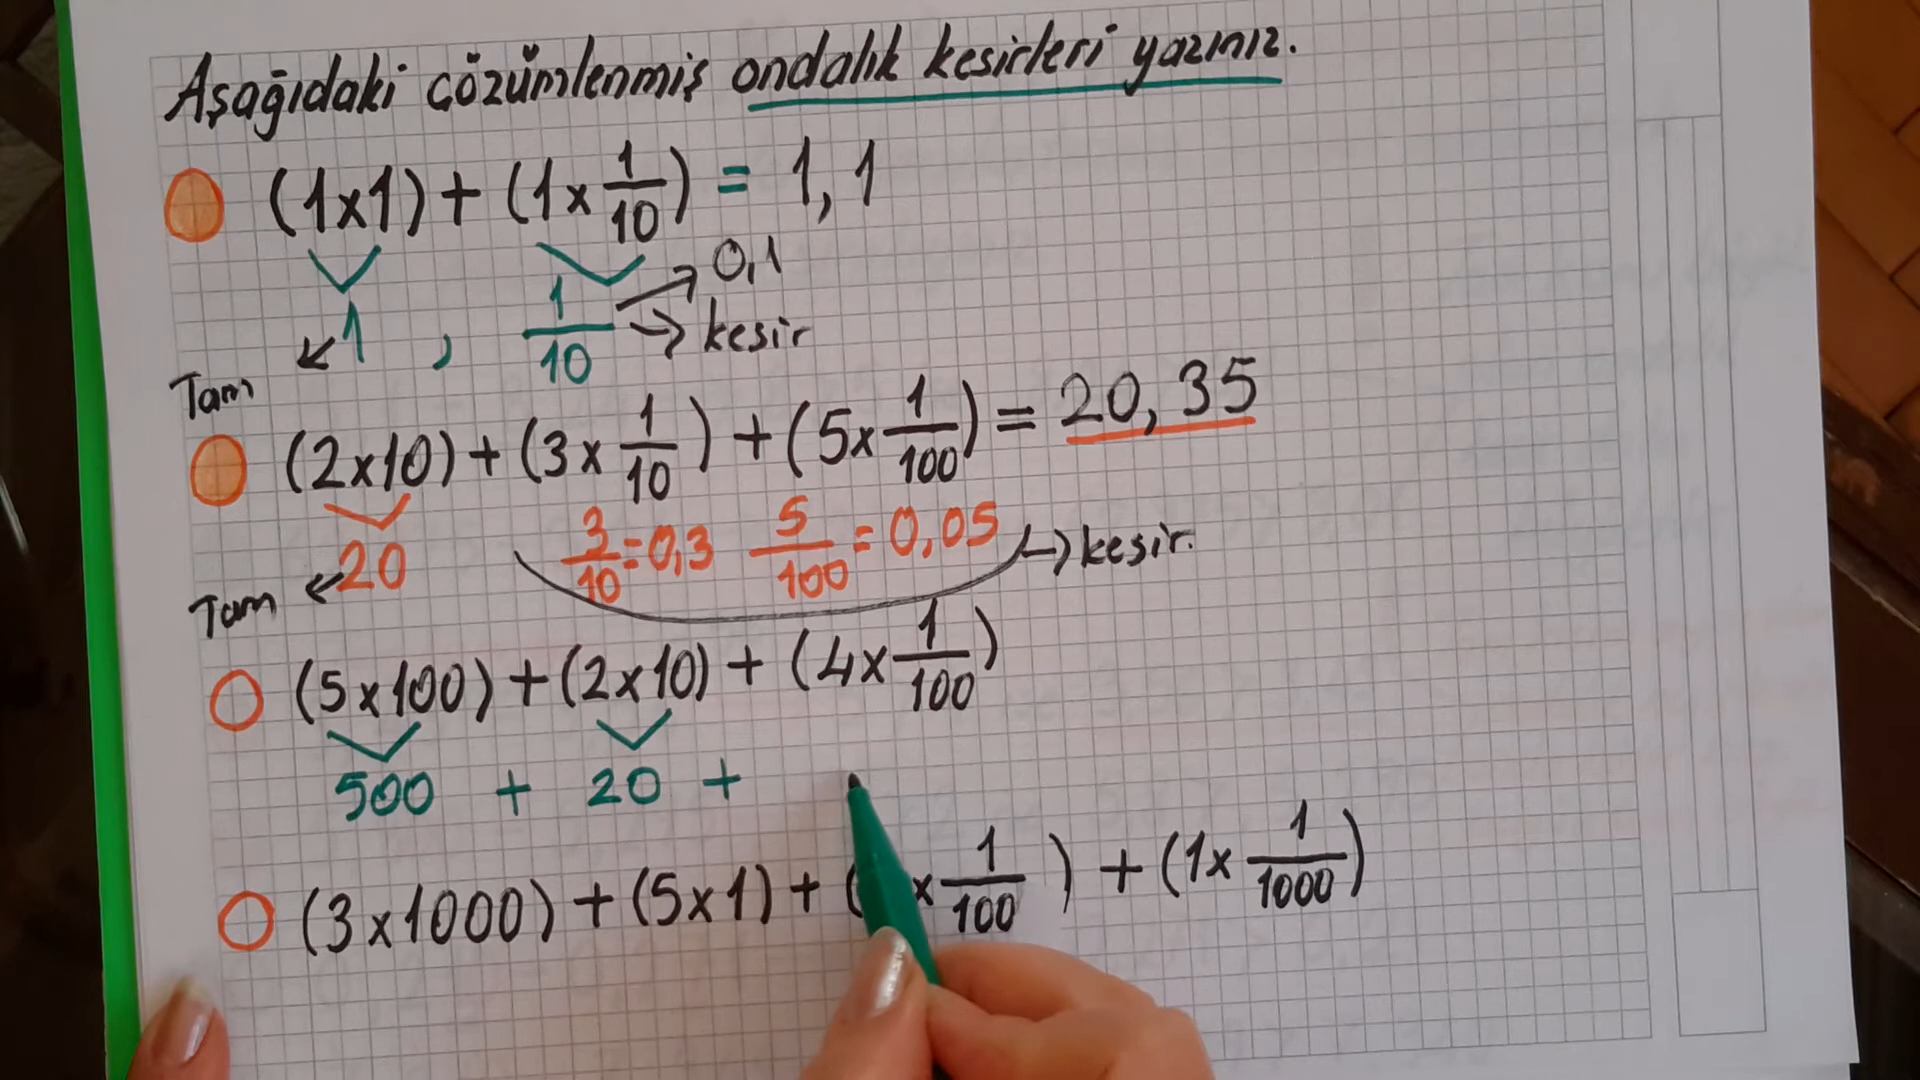 Aşağıdaki çözümlenmiş ondalık kesirleri yazınız.
(1x1) + (1x 1/10) = 1,1
1 , 1/10 → 0,1
→ kesir
Tam
(2x10) + (3x 1/10) + (5x 1/100) = 20,35
20 3/10 = 0,3 5/100 = 0,05 → kesir.
Tam
(5x100) + (2x10) + (4x 1/100)
500 + 20 +
(3x1000) + (5x1) + ( x 1/100) + (1x 1/1000)